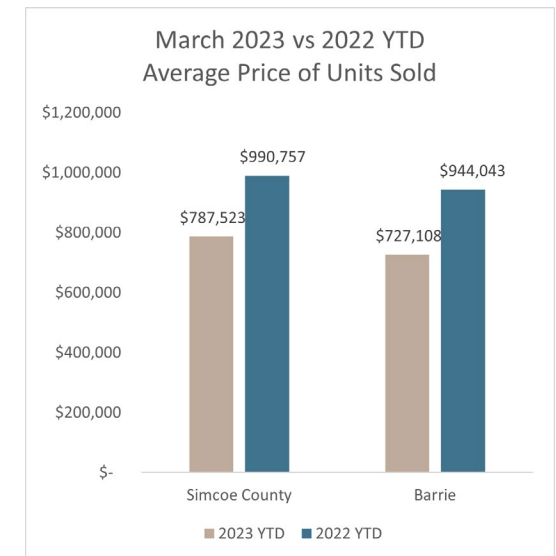 March 2023 vs 2022 YTD
Average Price of Units Sold
$1,200,000
$1,000,000
$800,000
$600,000
$400,000
$200,000
$-
$787,523
$990,757
$727,108
$944,043
Simcoe County
Barrie
2023 YTD
2022 YTD